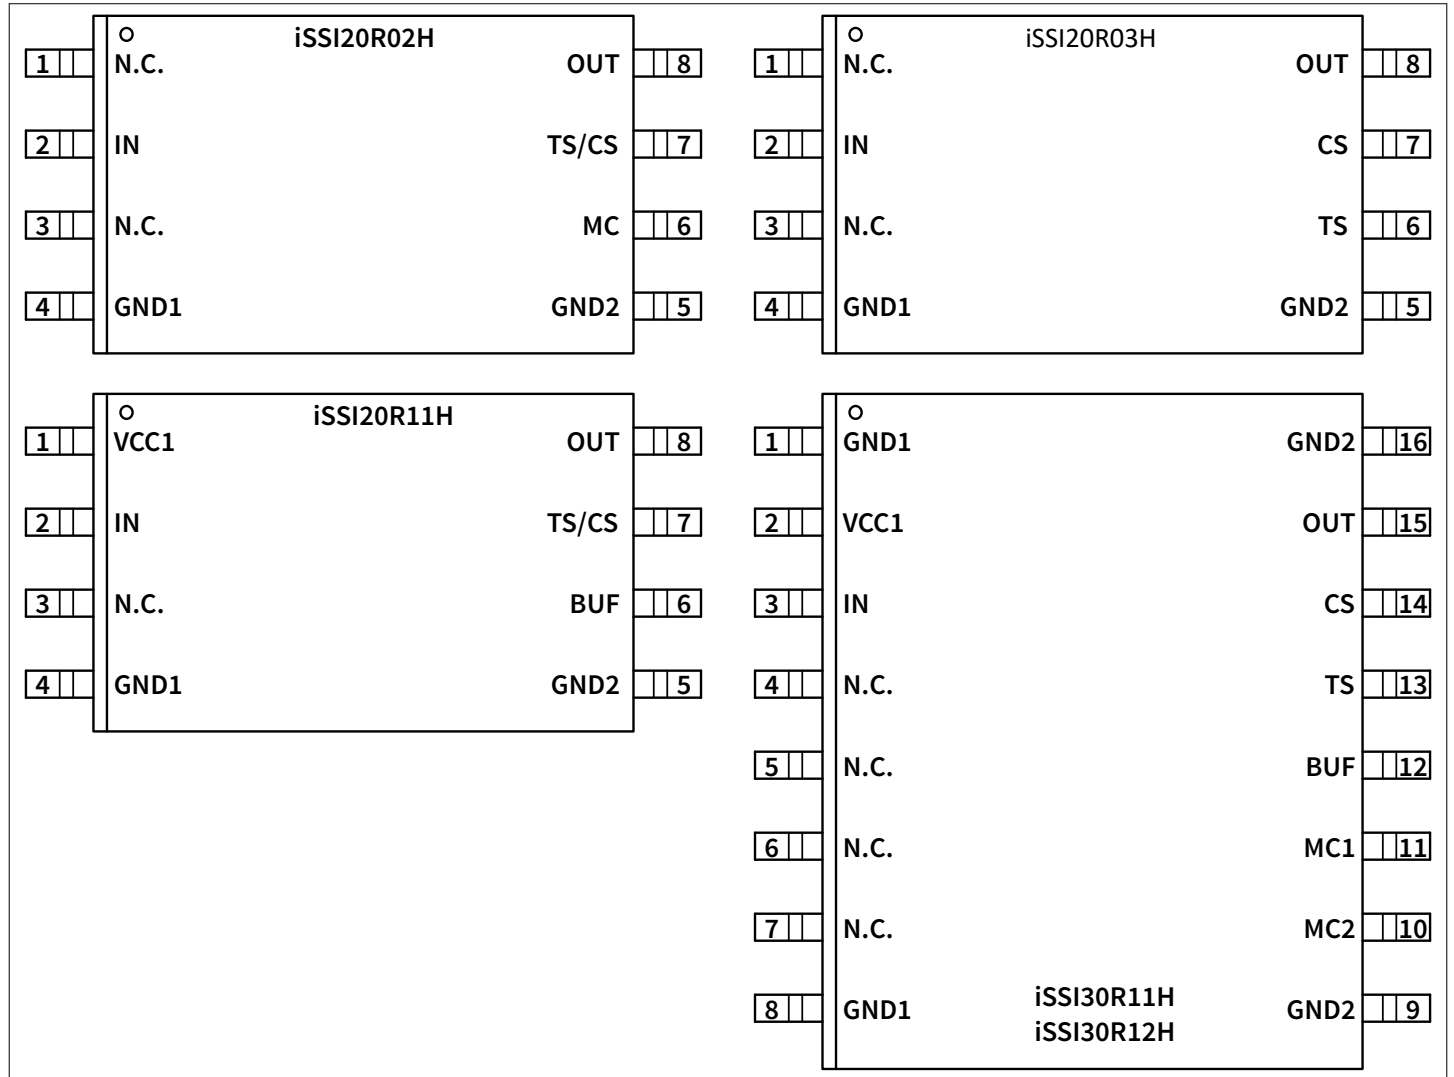 iSSI20R02H
1 N.C. OUT 8
2 IN TS/CS 7
3 N.C. MC 6
4 GND1 GND2 5
iSSI20R03H
1 N.C. OUT 8
2 IN CS 7
3 N.C. TS 6
4 GND1 GND2 5
iSSI20R11H
1 VCC1 OUT 8
2 IN TS/CS 7
3 N.C. BUF 6
4 GND1 GND2 5
1 GND1 GND2 16
2 VCC1 OUT 15
3 IN CS 14
4 N.C. TS 13
5 N.C. BUF 12
6 N.C. MC1 11
7 N.C. MC2 10
8 GND1 GND2 9
iSSI30R11H
iSSI30R12H